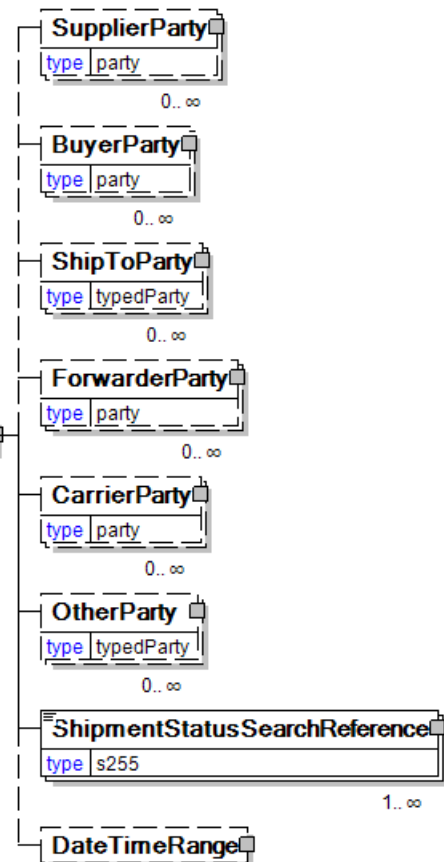 SupplierParty
type party
0.. ∞
BuyerParty
type party
0.. ∞
ShipToParty
type typedParty
0.. ∞
ForwarderParty
type party
0.. ∞
CarrierParty
type party
0.. ∞
OtherParty
type typedParty
0.. ∞
ShipmentStatusSearchReference
type s255
1.. ∞
DateTimeRange